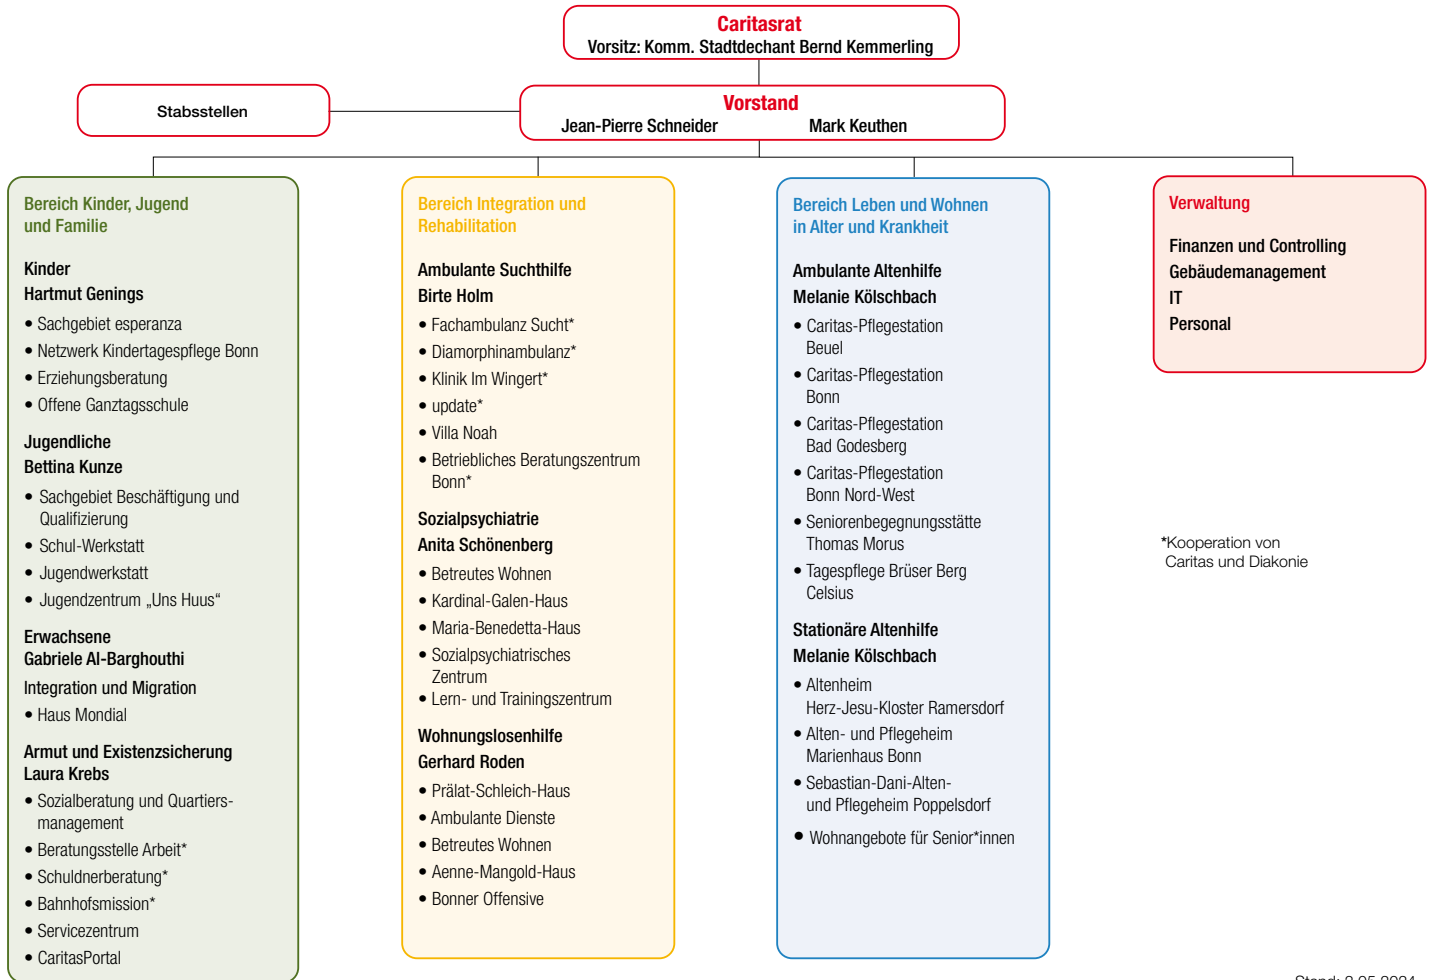 Caritasrat
Vorsitz: Komm. Stadtdechant Bernd Kemmerling
Stabsstellen
Vorstand
Jean-Pierre Schneider Mark Keuthen
Bereich Kinder, Jugend
und Familie
Kinder
Hartmut Genings
• Sachgebiet esperanza
• Netzwerk Kindertagespflege Bonn
• Erziehungsberatung
• Offene Ganztagsschule
Jugendliche
Bettina Kunze
• Sachgebiet Beschäftigung und
Qualifizierung
• Schul-Werkstatt
• Jugendwerkstatt
• Jugendzentrum „Uns Huus“
Erwachsene
Gabriele Al-Barghouthi
Integration und Migration
• Haus Mondial
Armut und Existenzsicherung
Laura Krebs
• Sozialberatung und Quartiers-
management
• Beratungsstelle Arbeit*
• Schuldnerberatung*
• Bahnhofsmission*
• Servicezentrum
• CaritasPortal
Bereich Integration und
Rehabilitation
Ambulante Suchthilfe
Birte Holm
• Fachambulanz Sucht*
• Diamorphinambulanz*
• Klinik Im Wingert*
• update*
• Villa Noah
• Betriebliches Beratungszentrum
Bonn*
Sozialpsychiatrie
Anita Schönenberg
• Betreutes Wohnen
• Kardinal-Galen-Haus
• Maria-Benedetta-Haus
• Sozialpsychiatrisches
Zentrum
• Lern- und Trainingszentrum
Wohnungslosenhilfe
Gerhard Roden
• Prälat-Schleich-Haus
• Ambulante Dienste
• Betreutes Wohnen
• Aenne-Mangold-Haus
• Bonner Offensive
Bereich Leben und Wohnen
in Alter und Krankheit
Ambulante Altenhilfe
Melanie Kölschbach
• Caritas-Pflegestation
Beuel
• Caritas-Pflegestation
Bonn
• Caritas-Pflegestation
Bad Godesberg
• Caritas-Pflegestation
Bonn Nord-West
• Seniorenbegegnungsstätte
Thomas Morus
• Tagespflege Brüser Berg
Celsius
Stationäre Altenhilfe
Melanie Kölschbach
• Altenheim
Herz-Jesu-Kloster Ramersdorf
• Alten- und Pflegeheim
Marienhaus Bonn
• Sebastian-Dani-Alten-
und Pflegeheim Poppelsdorf
• Wohnangebote für Senior*innen
Verwaltung
Finanzen und Controlling
Gebäudemanagement
IT
Personal
*Kooperation von
Caritas und Diakonie